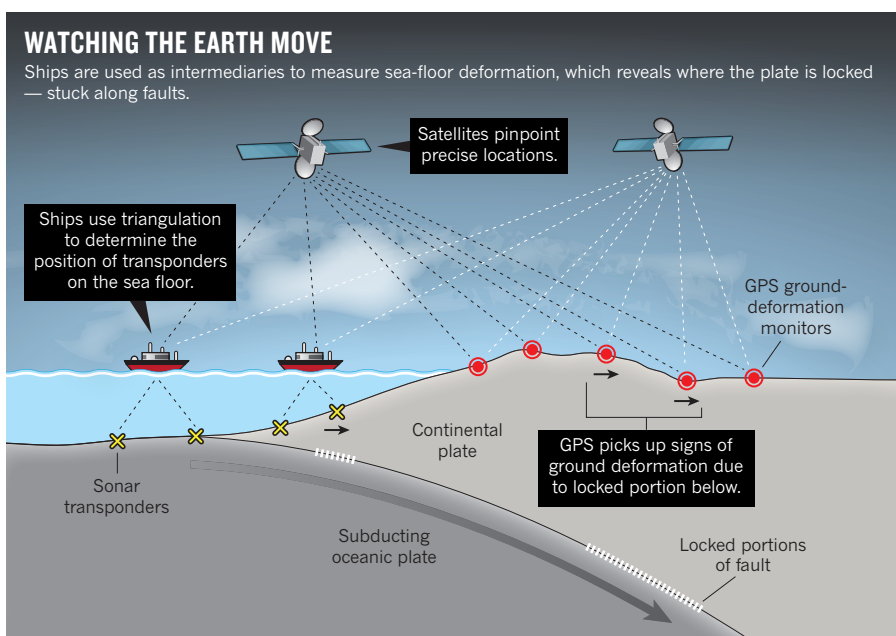 WATCHING THE EARTH MOVE
Ships are used as intermediaries to measure sea-floor deformation, which reveals where the plate is locked
— stuck along faults.
Satellites pinpoint
precise locations.
Ships use triangulation
to determine the
position of transponders
on the sea floor.
GPS ground-
deformation
monitors
Continental
plate
GPS picks up signs of
ground deformation due
to locked portion below.
Sonar
transponders
Subducting
oceanic plate
Locked portions
of fault